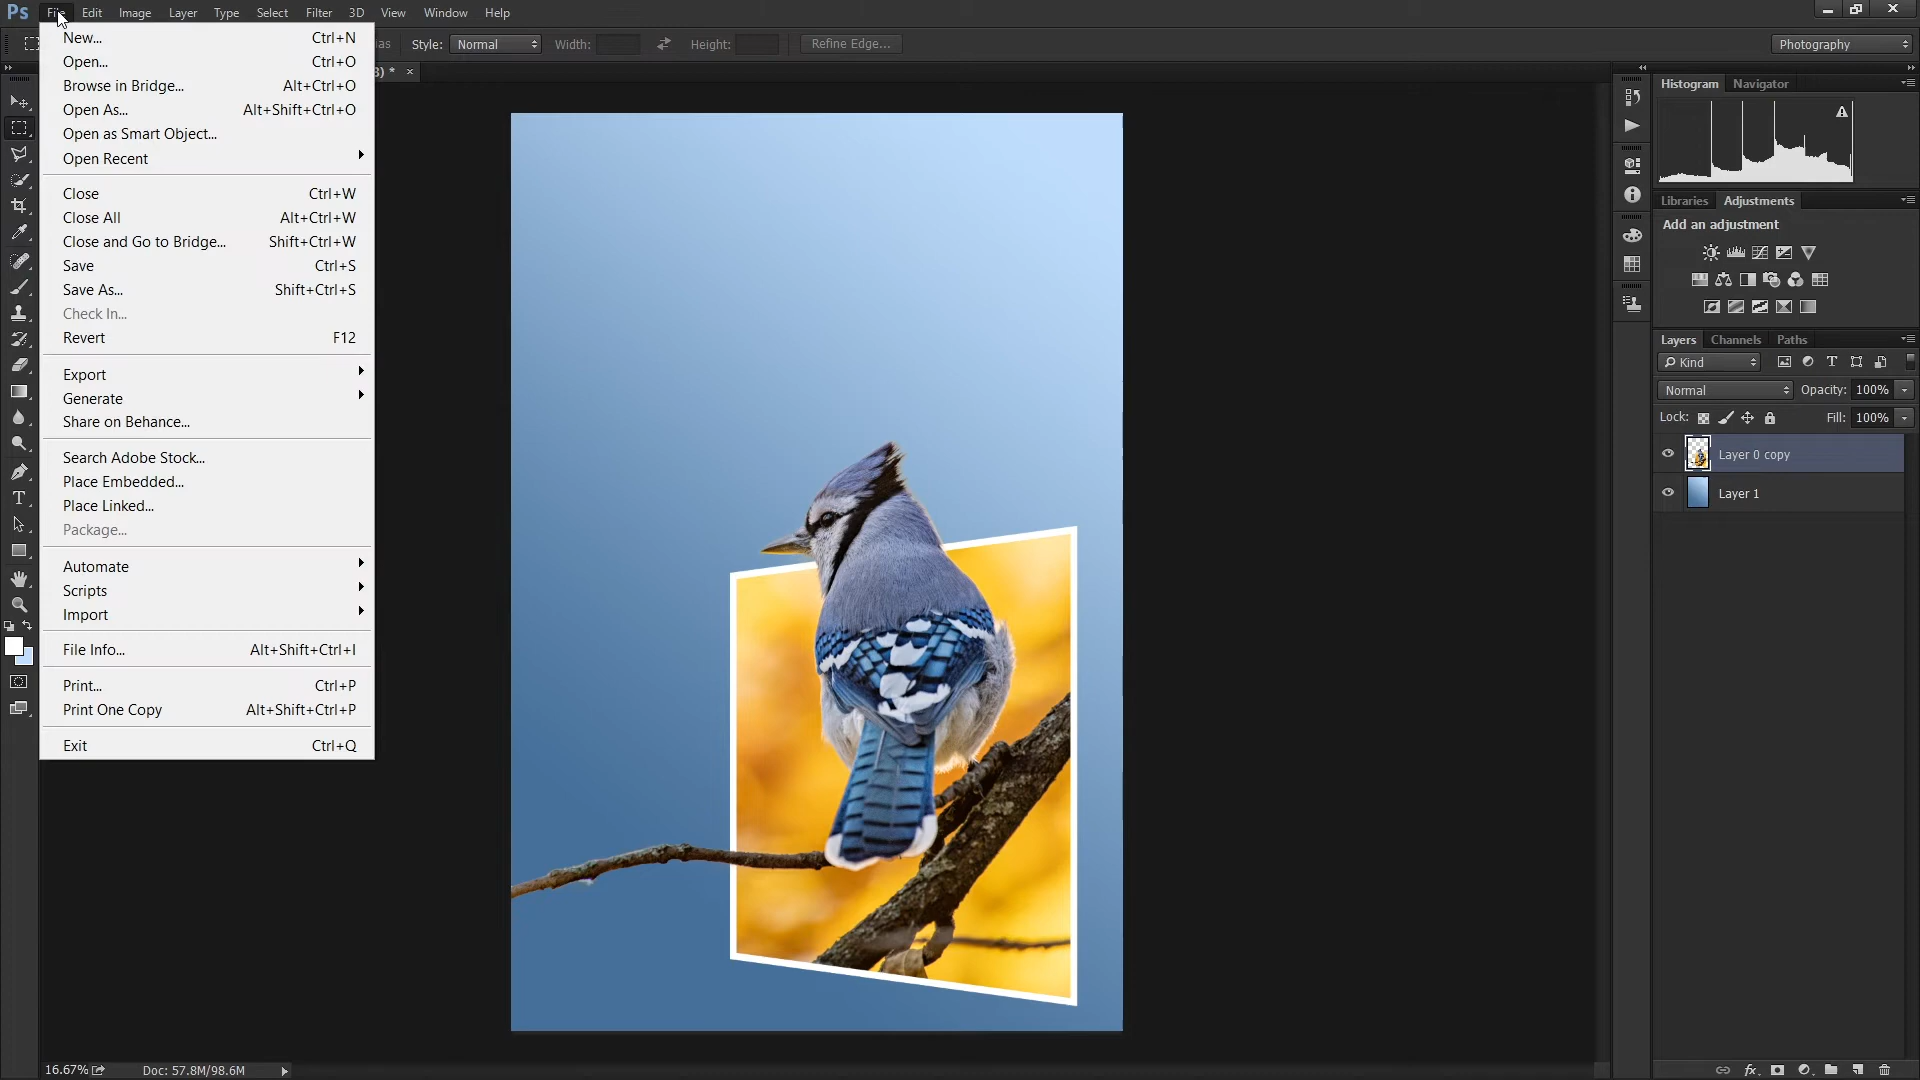 Ps File Edit Image Layer Type Select Filter 3D View Window Help
Style: Normal Width: Height: Refine Edge... Photography
) * ×
New... Ctrl+N
Open... Ctrl+O
Browse in Bridge... Alt+Ctrl+O
Open As... Alt+Shift+Ctrl+O
Open as Smart Object...
Open Recent
Close Ctrl+W
Close All Alt+Ctrl+W
Close and Go to Bridge... Shift+Ctrl+W
Save Ctrl+S
Save As... Shift+Ctrl+S
Check In...
Revert F12
Export
Generate
Share on Behance...
Search Adobe Stock...
Place Embedded...
Place Linked...
Package...
Automate
Scripts
Import
File Info... Alt+Shift+Ctrl+I
Print... Ctrl+P
Print One Copy Alt+Shift+Ctrl+P
Exit Ctrl+Q
Histogram Navigator
Libraries Adjustments
Add an adjustment
Layers Channels Paths
Kind
Normal Opacity: 100%
Lock: Fill: 100%
Layer 0 copy
Layer 1
fx
16.67% Doc: 57.8M/98.6M